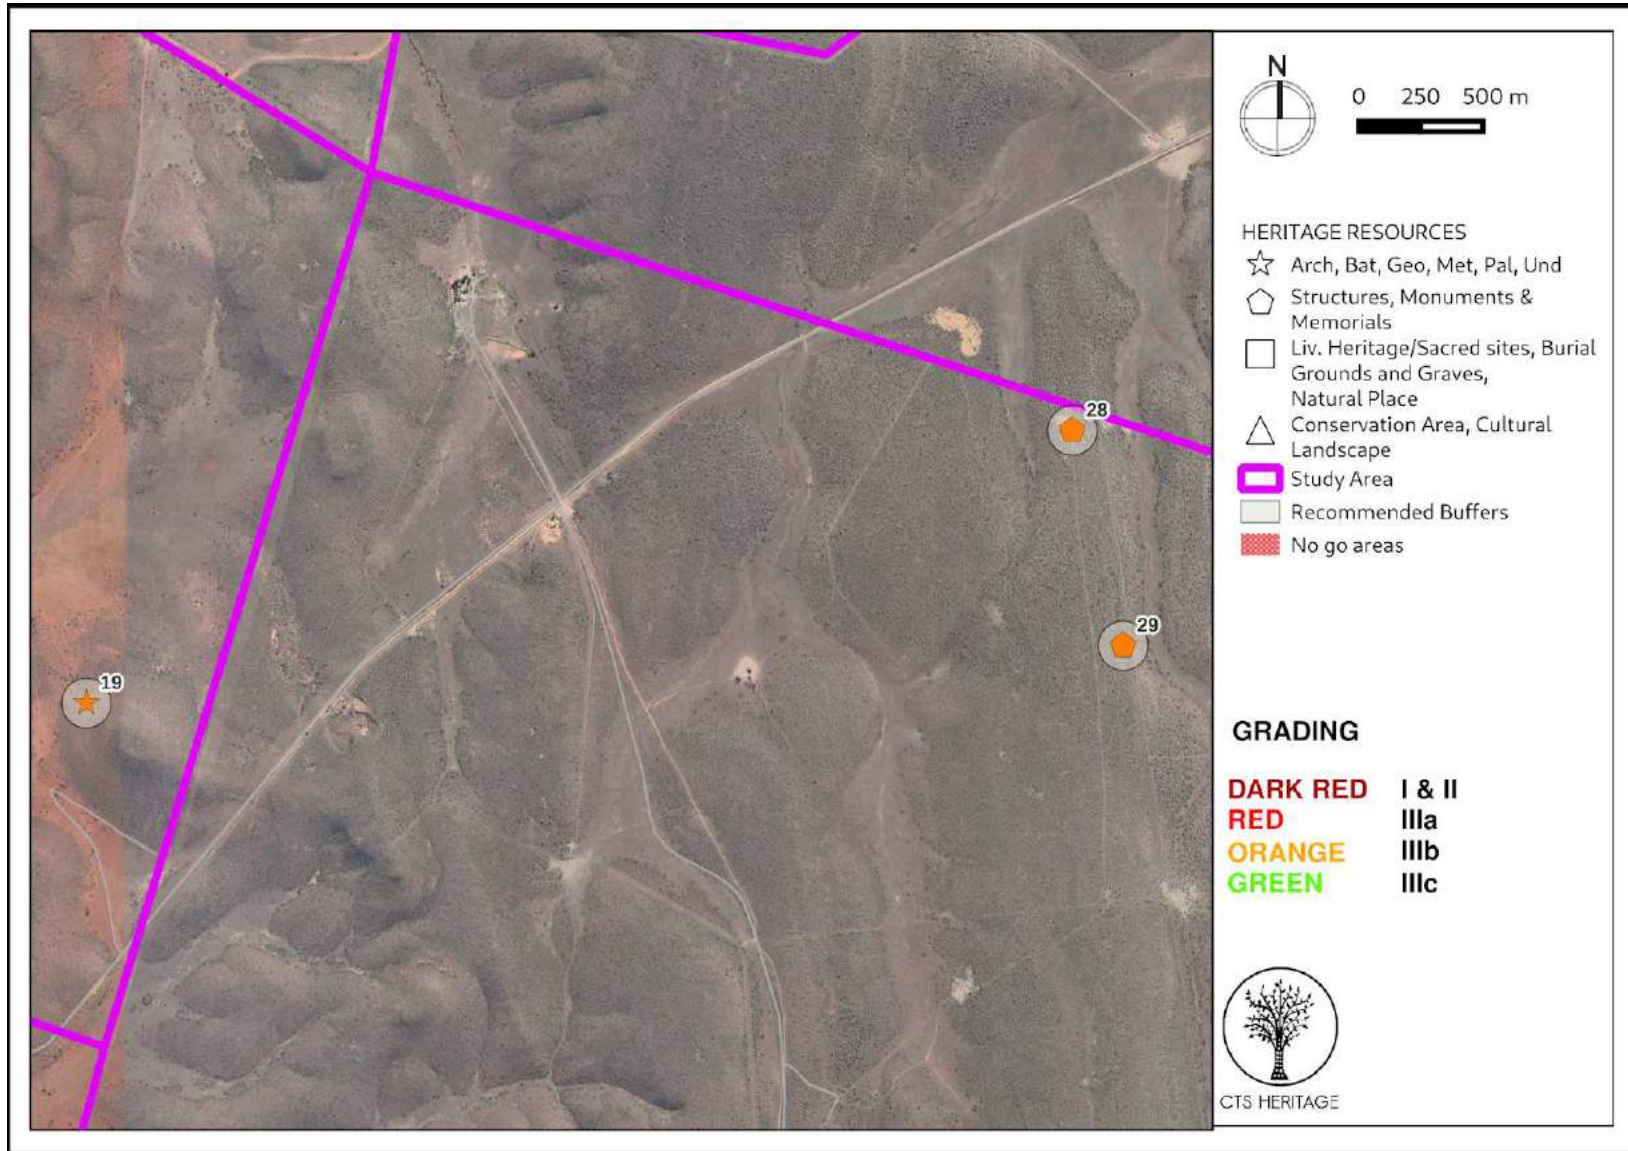 N
0 250 500 m
HERITAGE RESOURCES
Arch, Bat, Geo, Met, Pal, Und
Structures, Monuments &
Memorials
Liv. Heritage/Sacred sites, Burial
Grounds and Graves,
Natural Place
Conservation Area, Cultural
Landscape
Study Area
Recommended Buffers
No go areas
28
29
19
GRADING
DARK RED I & II
RED IIIa
ORANGE IIIb
GREEN IIIc
CTS HERITAGE